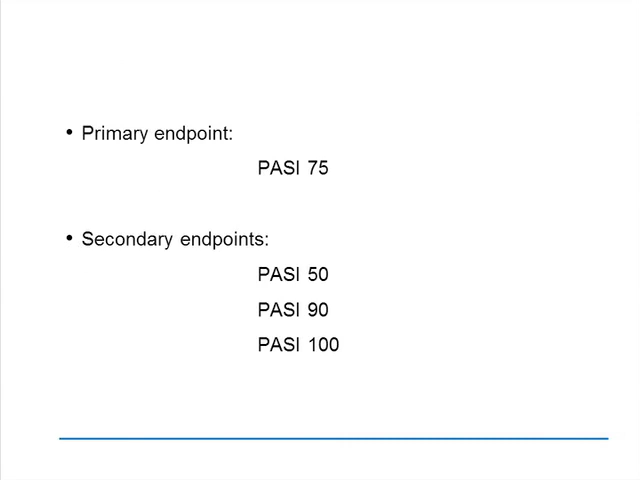 • Primary endpoint:
PASI 75
• Secondary endpoints:
PASI 50
PASI 90
PASI 100